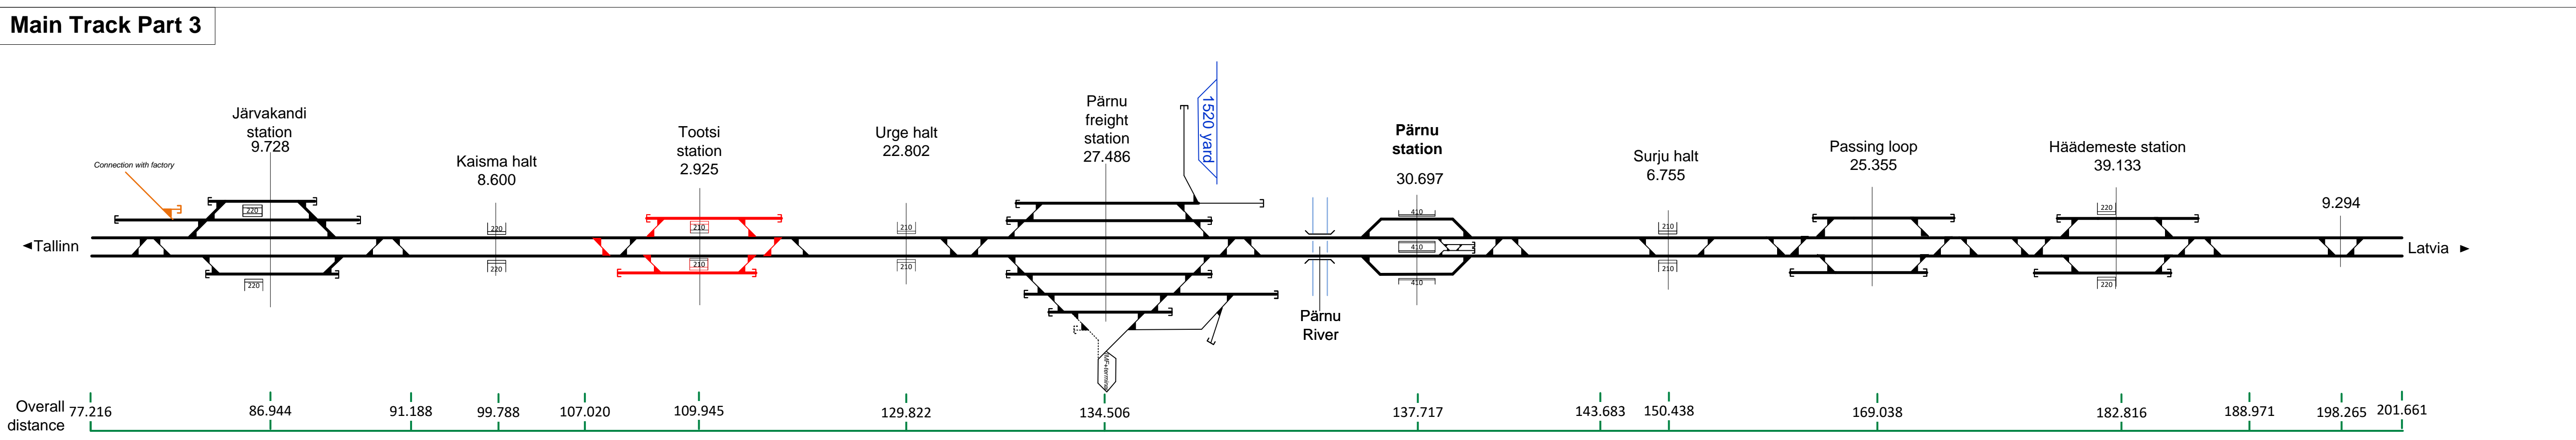 Main Track Part 3
Connection with factory
Järvakandi
station
9.728
220
220
Kaisma halt
8.600
220
220
Tootsi
station
2.925
210
210
Urge halt
22.802
210
210
Pärnu
freight
station
27.486
1520 yard
Pärnu
River
Pärnu
station
30.697
410
410
410
Surju halt
6.755
210
210
Passing loop
25.355
Häädemeste station
39.133
220
220
9.294
Tallinn
Latvia
Overall
distance
77.216
86.944
91.188
99.788
107.020
109.945
129.822
134.506
137.717
143.683
150.438
169.038
182.816
188.971
198.265
201.661